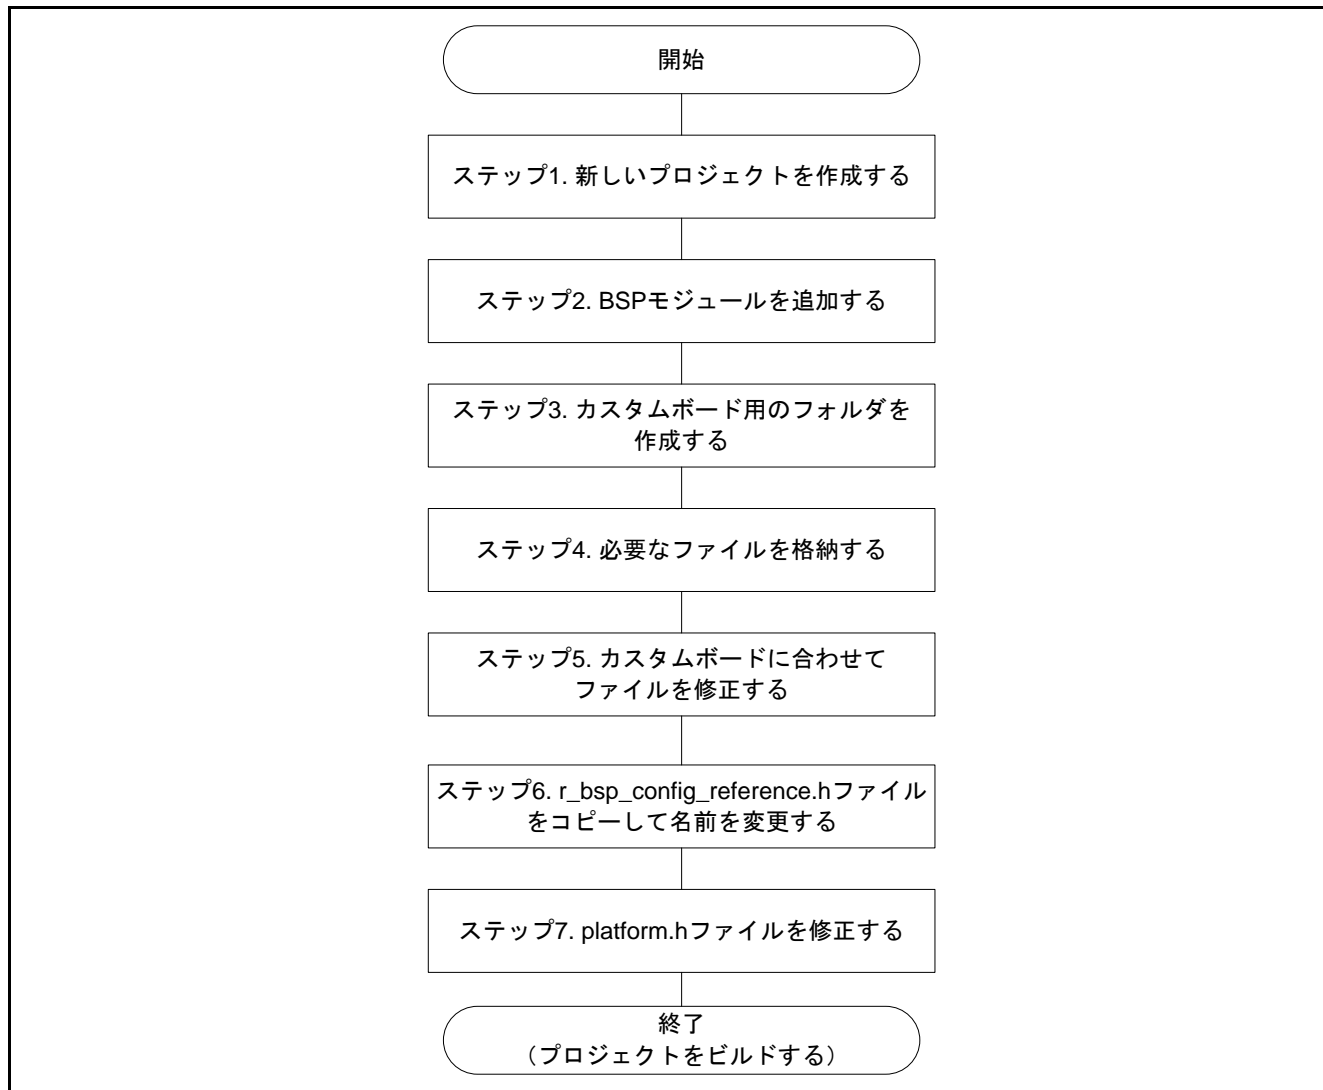 開始
ステップ1. 新しいプロジェクトを作成する
ステップ2. BSPモジュールを追加する
ステップ3. カスタムボード用のフォルダを
作成する
ステップ4. 必要なファイルを格納する
ステップ5. カスタムボードに合わせて
ファイルを修正する
ステップ6. r_bsp_config_reference.hファイル
をコピーして名前を変更する
ステップ7. platform.hファイルを修正する
終了
（プロジェクトをビルドする）